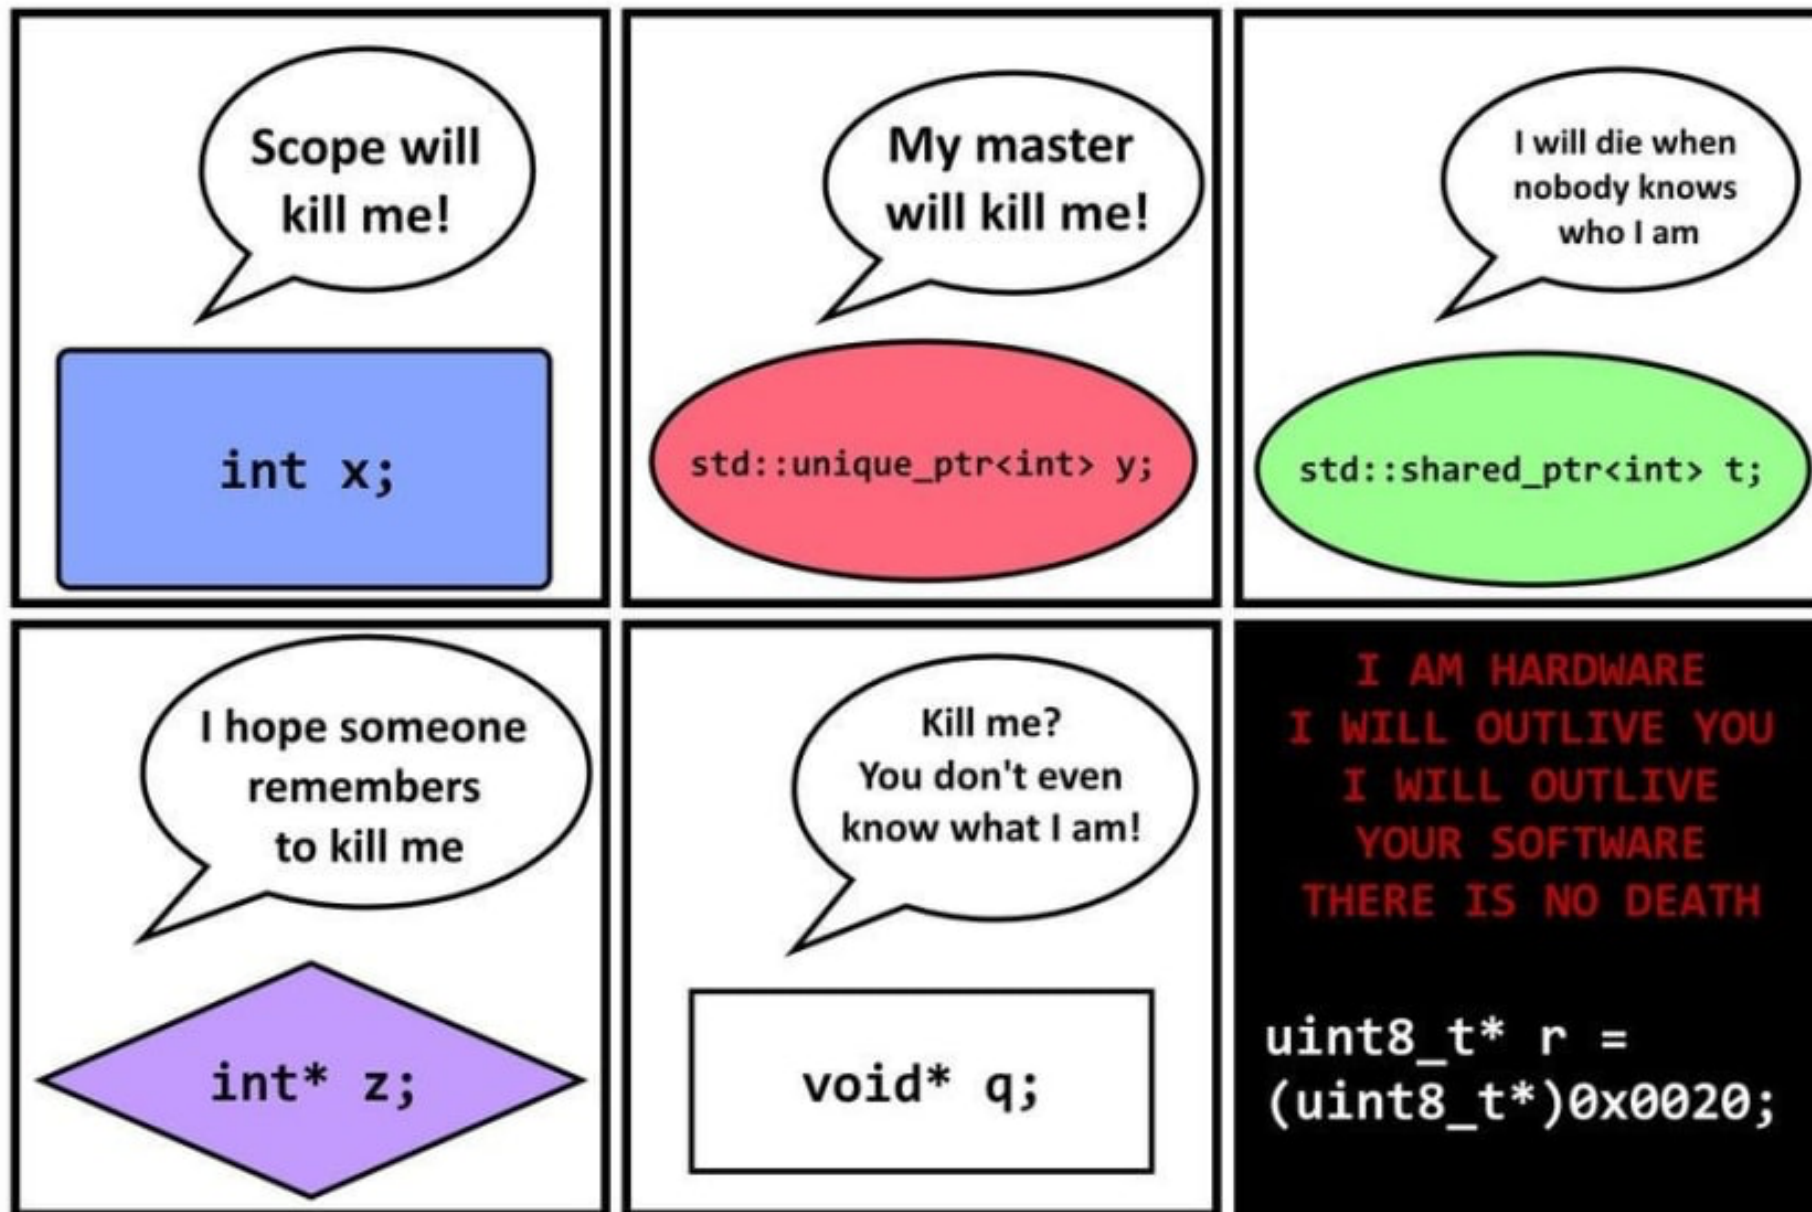 Scope will
kill me!
int x;
My master
will kill me!
std::unique_ptr<int> y;
I will die when
nobody knows
who I am
std::shared_ptr<int> t;
I hope someone
remembers
to kill me
int* z;
Kill me?
You don't even
know what I am!
void* q;
I AM HARDWARE
I WILL OUTLIVE YOU
I WILL OUTLIVE
YOUR SOFTWARE
THERE IS NO DEATH
uint8_t* r =
(uint8_t*)0x0020;